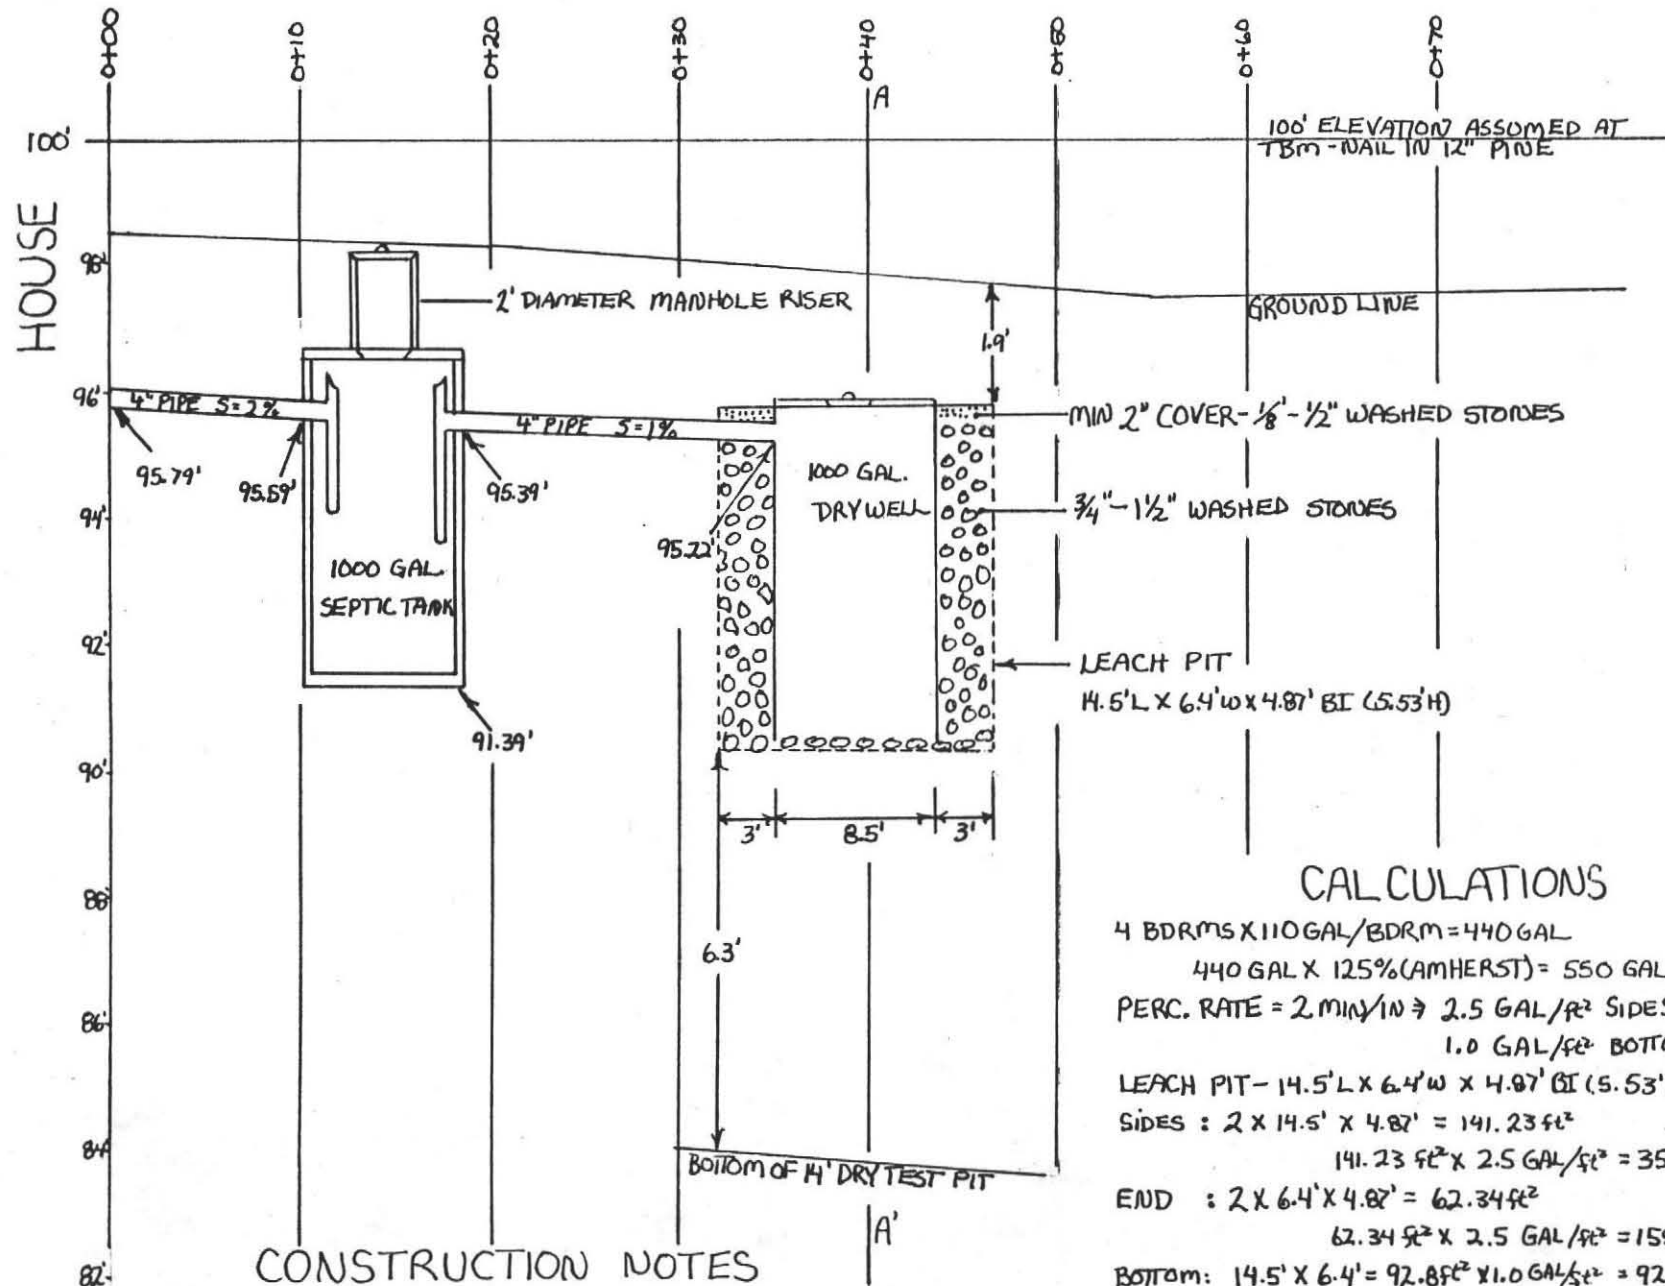 0+00
0+10
0+20
0+30
0+40
0+50
0+60
0+70
A
100'
100' ELEVATION ASSUMED AT
TBM - NAIL IN 12" PINE
HOUSE
98'
2' DIAMETER MANHOLE RISER
GROUND LINE
1.9'
96'
4" PIPE S=2%
4" PIPE S=1%
MIN 2" COVER - 1/8" - 1/2" WASHED STONES
95.79'
95.59'
95.39'
1000 GAL.
DRYWELL
94'
3/4" - 1 1/2" WASHED STONES
95.22'
1000 GAL.
SEPTIC TANK
92'
LEACH PIT
14.5'L X 6.4'W X 4.87' BI (5.53'H)
91.39'
90'
3'
8.5'
3'
88'
6.3'
86'
84'
BOTTOM OF 14' DRY TEST PIT
A'
82'
CONSTRUCTION NOTES
CALCULATIONS
4 BDRMS X 110 GAL/BDRM = 440 GAL
440 GAL X 125% (AMHERST) = 550 GAL
PERC. RATE = 2 MIN/IN → 2.5 GAL/ft² SIDES
1.0 GAL/ft² BOTTO
LEACH PIT - 14.5'L X 6.4'W X 4.87' BI (5.53'
SIDES : 2 X 14.5' X 4.87' = 141.23 ft²
141.23 ft² X 2.5 GAL/ft² = 35
END : 2 X 6.4' X 4.87' = 62.34 ft²
62.34 ft² X 2.5 GAL/ft² = 15
BOTTOM: 14.5' X 6.4' = 92.8 ft² X 1.0 GAL/ft² = 92